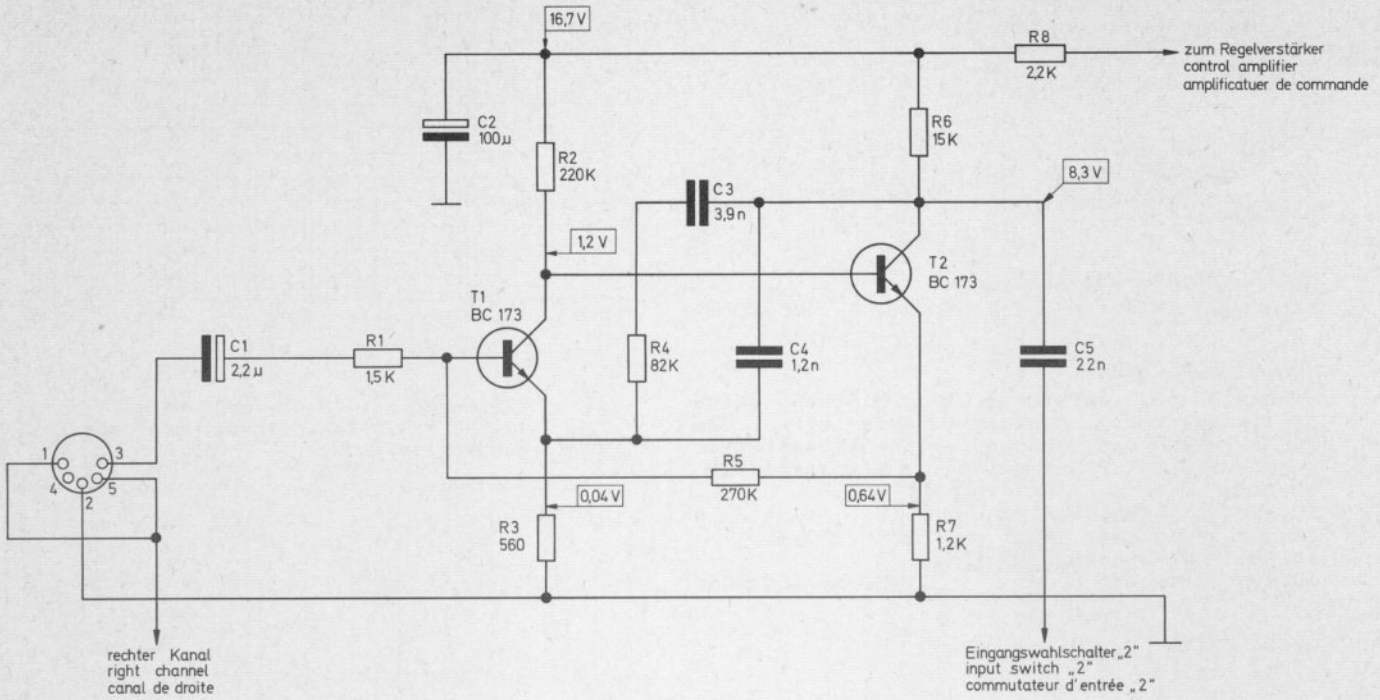 16,7 V
R8
2,2K
zum Regelverstärker
control amplifier
amplificatuer de commande
C2
100µ
R2
220K
R6
15K
C3
3,9n
8,3 V
1,2 V
T2
BC 173
T1
BC 173
C1
2,2µ
R1
1,5K
R4
82K
C4
1,2n
C5
22n
1
3
4
5
2
R5
270K
0,04V
0,64V
R3
560
R7
1,2K
rechter Kanal
right channel
canal de droite
Eingangswahlschalter„2"
input switch „2"
commutateur d'entrée „2"